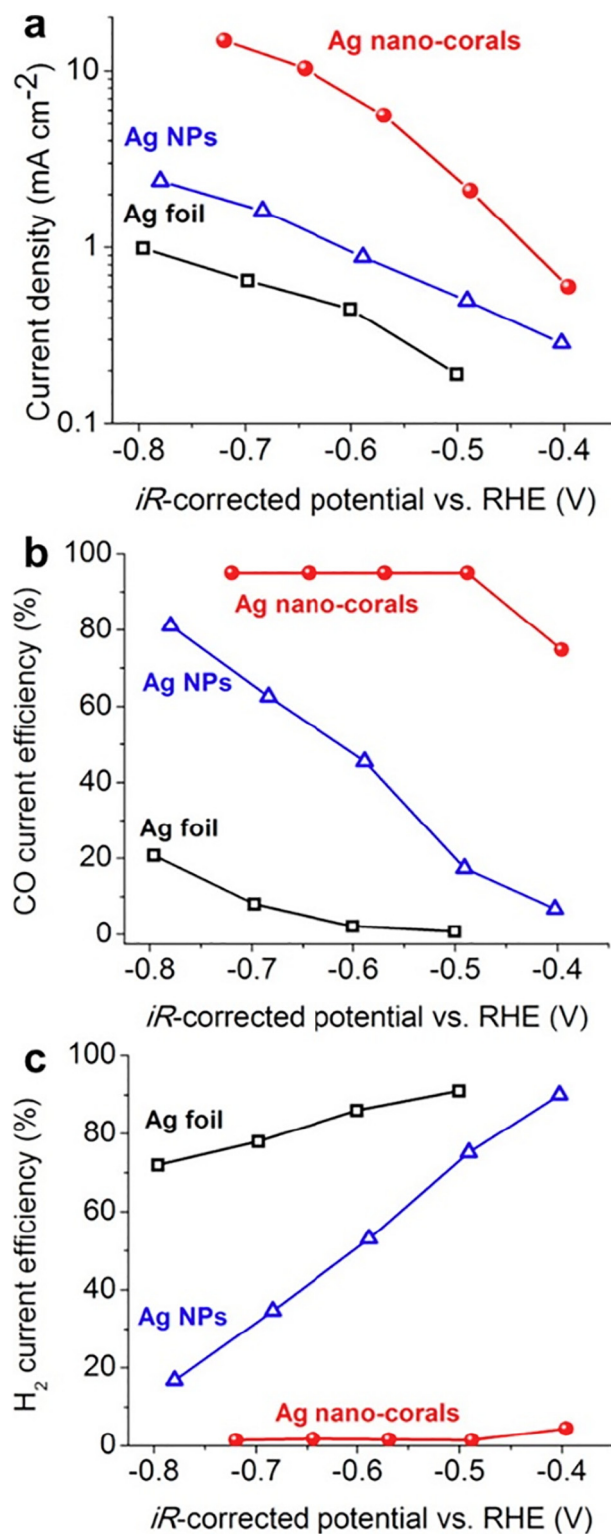 a
Ag nano-corals
Ag NPs
Ag foil
10
1
0.1
Current density (mA cm⁻²)
-0.8 -0.7 -0.6 -0.5 -0.4
iR-corrected potential vs. RHE (V)
b
100
80
60
40
20
0
Ag nano-corals
Ag NPs
Ag foil
CO current efficiency (%)
-0.8 -0.7 -0.6 -0.5 -0.4
iR-corrected potential vs. RHE (V)
c
100
80
60
40
20
0
Ag foil
Ag NPs
Ag nano-corals
H₂ current efficiency (%)
-0.8 -0.7 -0.6 -0.5 -0.4
iR-corrected potential vs. RHE (V)